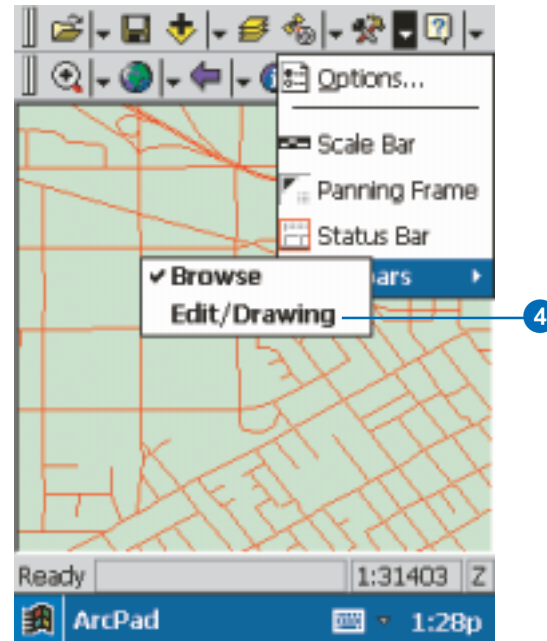 Options...
Scale Bar
Panning Frame
Status Bar
bars
Browse
Edit/Drawing
4
Ready
1:31403
Z
ArcPad
1:28p